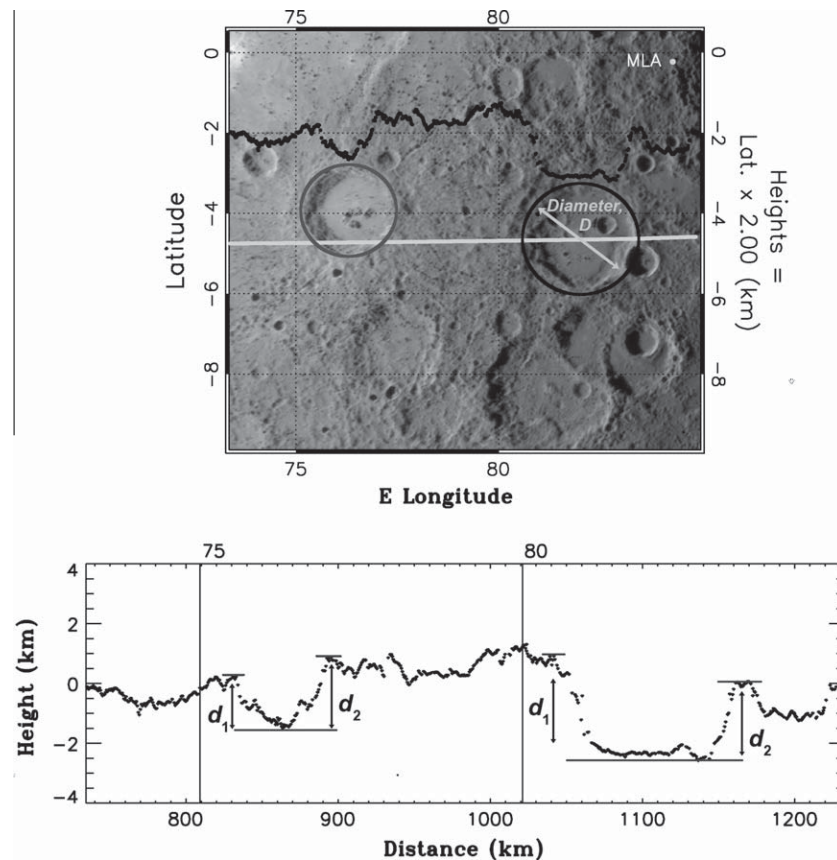 75 80
0 MLA 0
-2 -2
-4 Diameter, D -4
-6 -6
-8 -8
Latitude
Heights =
Lat. x 2.00 (km)
75 80
E Longitude
75 80
4
2
0
-2
-4
Height (km)
d1 d2 d1 d2
800 900 1000 1100 1200
Distance (km)